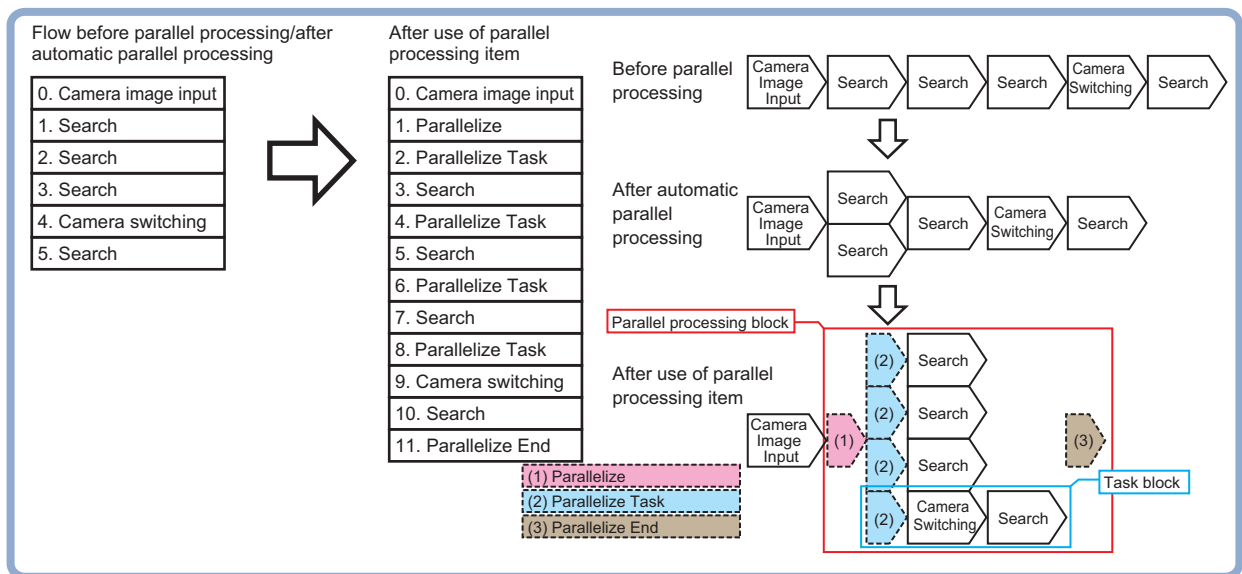 Flow before parallel processing/after
automatic parallel processing
0. Camera image input
1. Search
2. Search
3. Search
4. Camera switching
5. Search
After use of parallel
processing item
0. Camera image input
1. Parallelize
2. Parallelize Task
3. Search
4. Parallelize Task
5. Search
6. Parallelize Task
7. Search
8. Parallelize Task
9. Camera switching
10. Search
11. Parallelize End
Before parallel
processing
Camera
Image
Input
Search
Search
Search
Camera
Switching
Search
After automatic
parallel
processing
Camera
Image
Input
Search
Search
Search
Camera
Switching
Search
Parallel processing block
After use of parallel
processing item
Camera
Image
Input
(1)
(2)
Search
(2)
Search
(2)
Search
(2)
Camera
Switching
Search
(3)
Task block
(1) Parallelize
(2) Parallelize Task
(3) Parallelize End